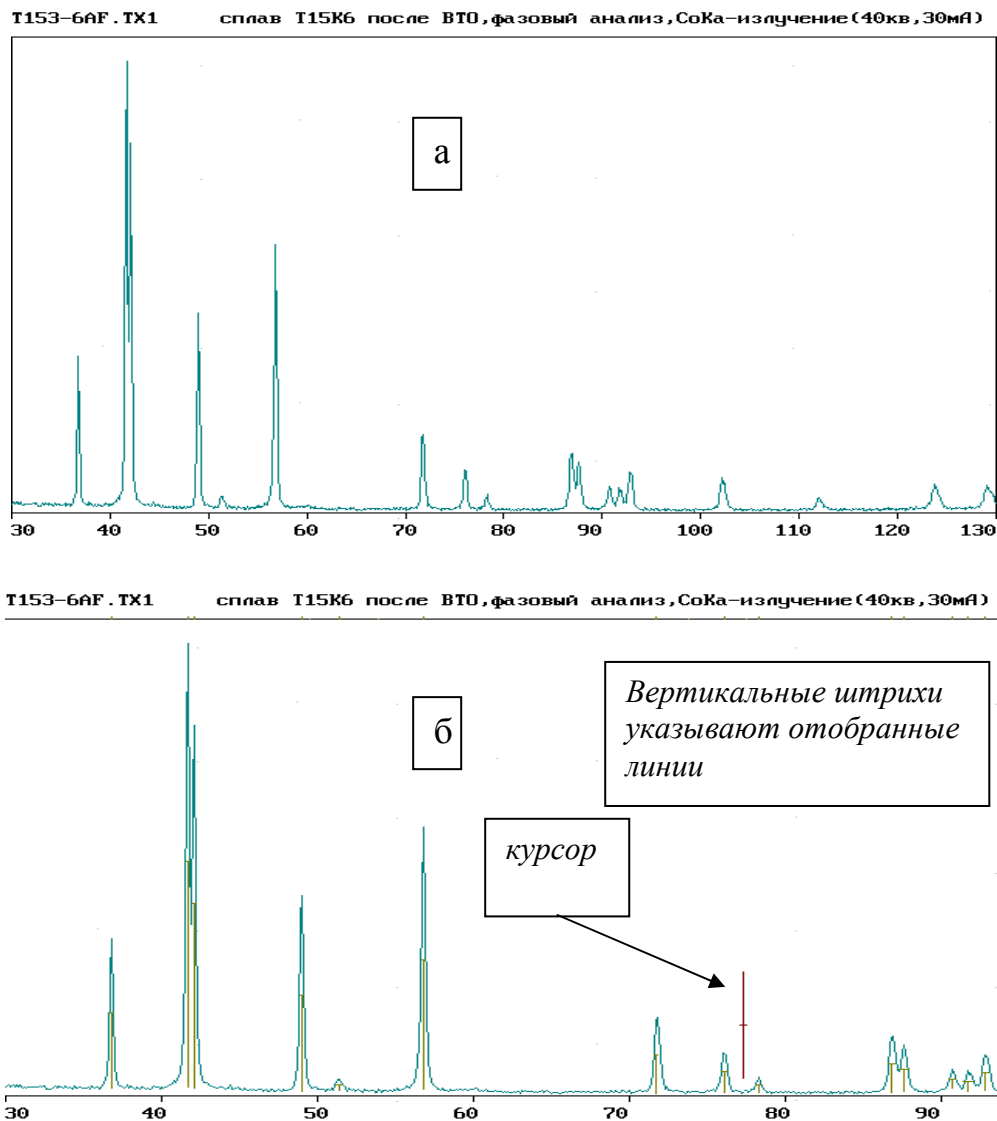 T153-6AF.TX1 сплав Т15К6 после ВТО,фазовый анализ,СоКа-излучение(40кв,30мА)
а
30 40 50 60 70 80 90 100 110 120 130
T153-6AF.TX1 сплав Т15К6 после ВТО,фазовый анализ,СоКа-излучение(40кв,30мА)
Вертикальные штрихи
указывают отобранные
линии
б
курсор
30 40 50 60 70 80 90